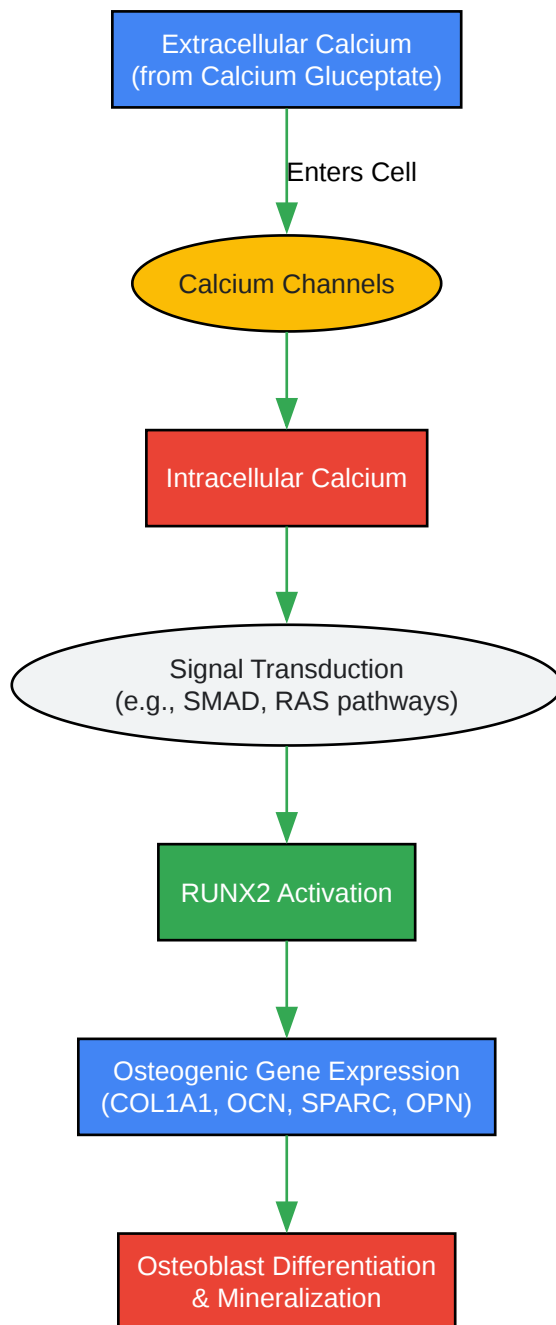 Extracellular Calcium
(from Calcium Gluceptate)
Enters Cell
Calcium Channels
Intracellular Calcium
Signal Transduction
(e.g., SMAD, RAS pathways)
RUNX2 Activation
Osteogenic Gene Expression
(COL1A1, OCN, SPARC, OPN)
Osteoblast Differentiation
& Mineralization